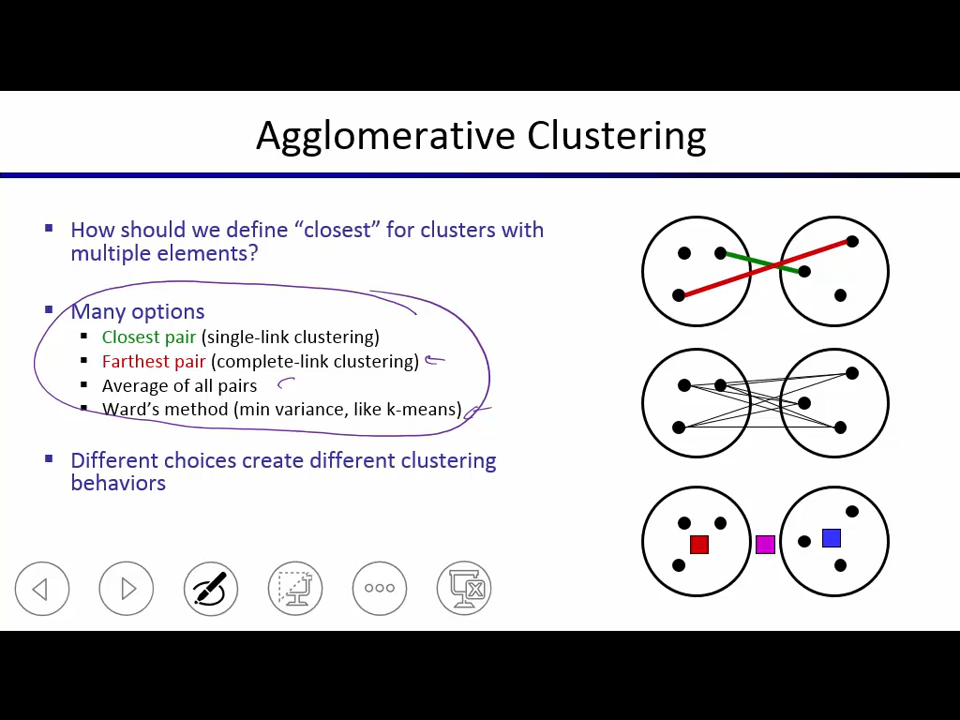 Agglomerative Clustering
How should we define “closest” for clusters with
multiple elements?
Many options
Closest pair (single-link clustering)
Farthest pair (complete-link clustering)
Average of all pairs
Ward’s method (min variance, like k-means)
Different choices create different clustering
behaviors